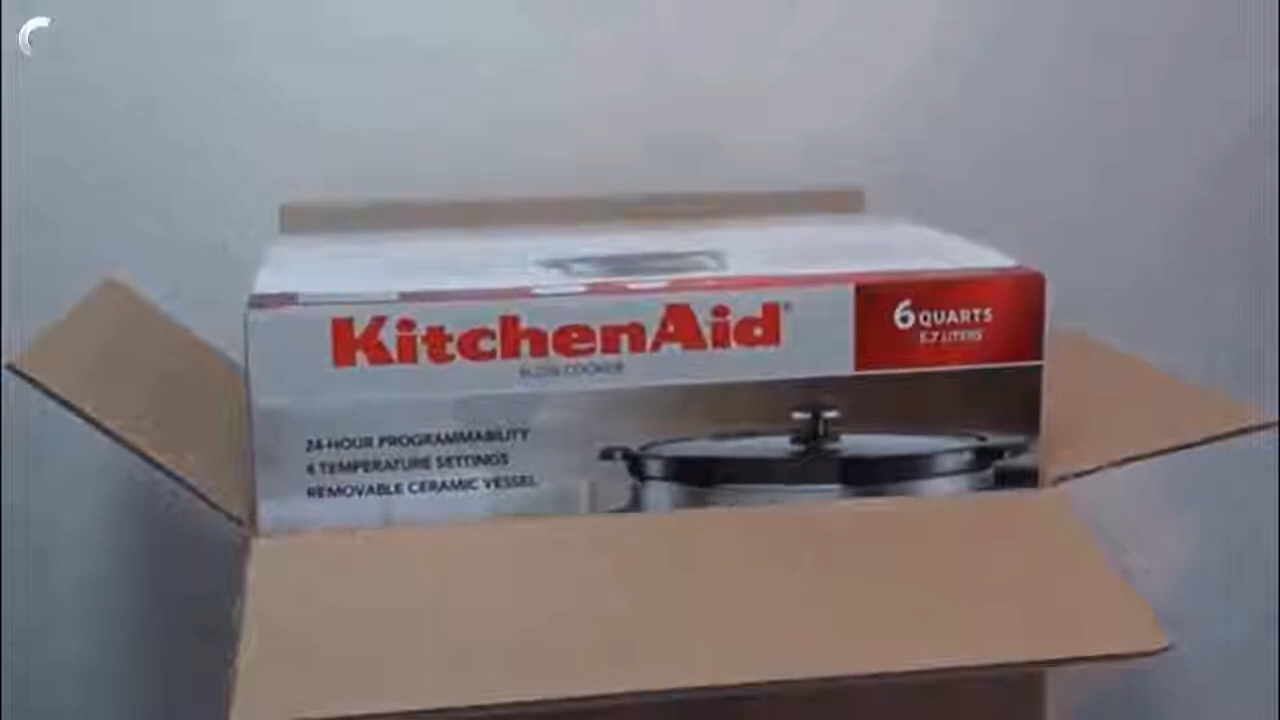 KitchenAid®
SLOW COOKER
6 QUARTS
5.7 LITERS
24-HOUR PROGRAMMABILITY
4 TEMPERATURE SETTINGS
REMOVABLE CERAMIC VESSEL